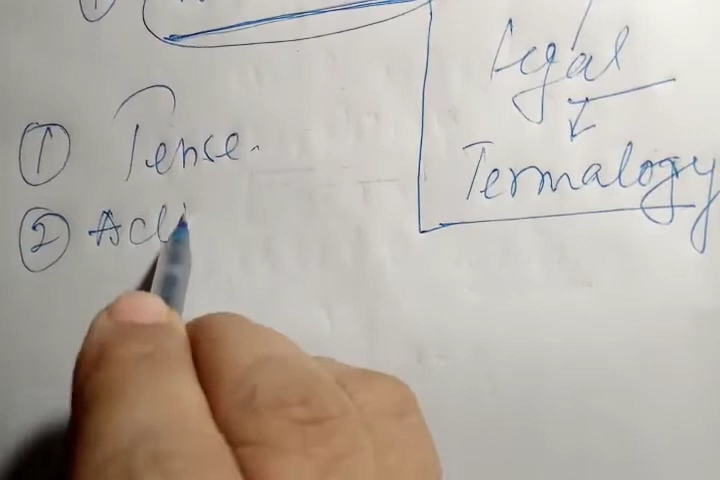 ① Tense.
② Acti
Legal
Termalogy